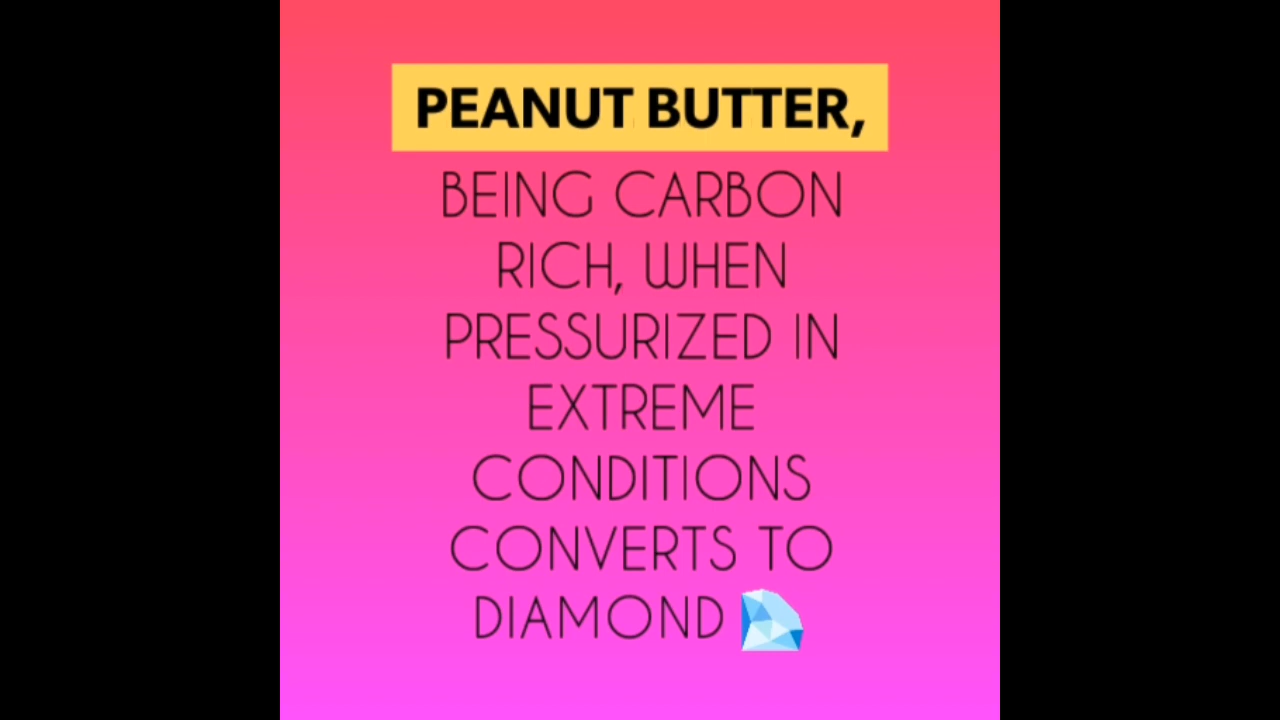 PEANUT BUTTER,
BEING CARBON
RICH, WHEN
PRESSURIZED IN
EXTREME
CONDITIONS
CONVERTS TO
DIAMOND 💎